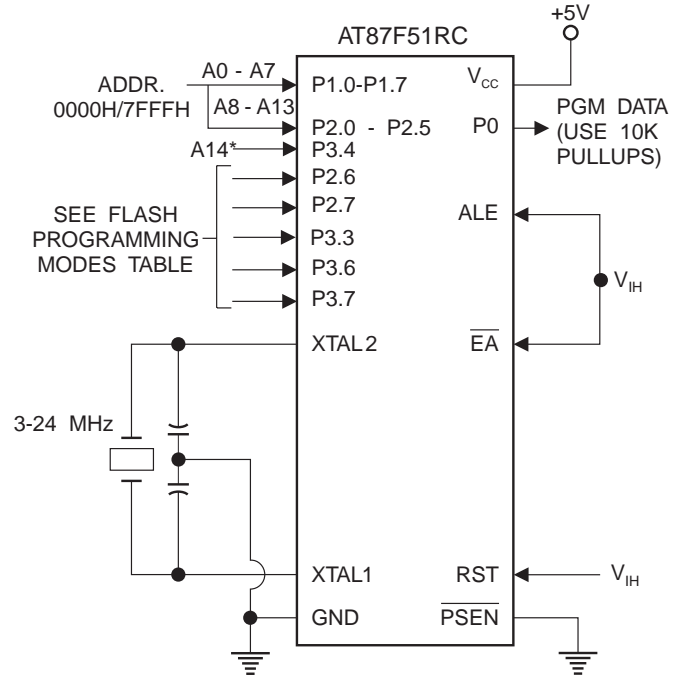 +5V
AT87F51RC
ADDR.
0000H/7FFFH
A0 - A7
A8 - A13
A14*
SEE FLASH
PROGRAMMING
MODES TABLE
P1.0-P1.7
P2.0 - P2.5
P3.4
P2.6
P2.7
P3.3
P3.6
P3.7
XTAL2
3-24 MHz
XTAL1
GND
VCC
P0
PGM DATA
(USE 10K
PULLUPS)
ALE
VIH
EA
RST
VIH
PSEN